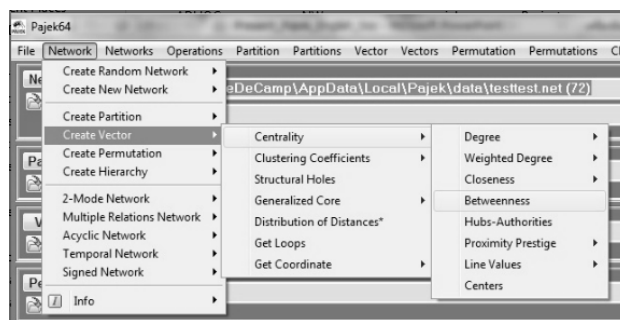 Pajek64
File Network Networks Operations Partition Partitions Vector Vectors Permutation Permutations
Ne
eDeCamp\AppData\Local\Pajek\data\testtest.net (72)
Pa
V
Pe
Create Random Network
Create New Network
Create Partition
Create Vector
Create Permutation
Create Hierarchy
2-Mode Network
Multiple Relations Network
Acyclic Network
Temporal Network
Signed Network
Info
Centrality
Clustering Coefficients
Structural Holes
Generalized Core
Distribution of Distances*
Get Loops
Get Coordinate
Degree
Weighted Degree
Closeness
Betweenness
Hubs-Authorities
Proximity Prestige
Line Values
Centers